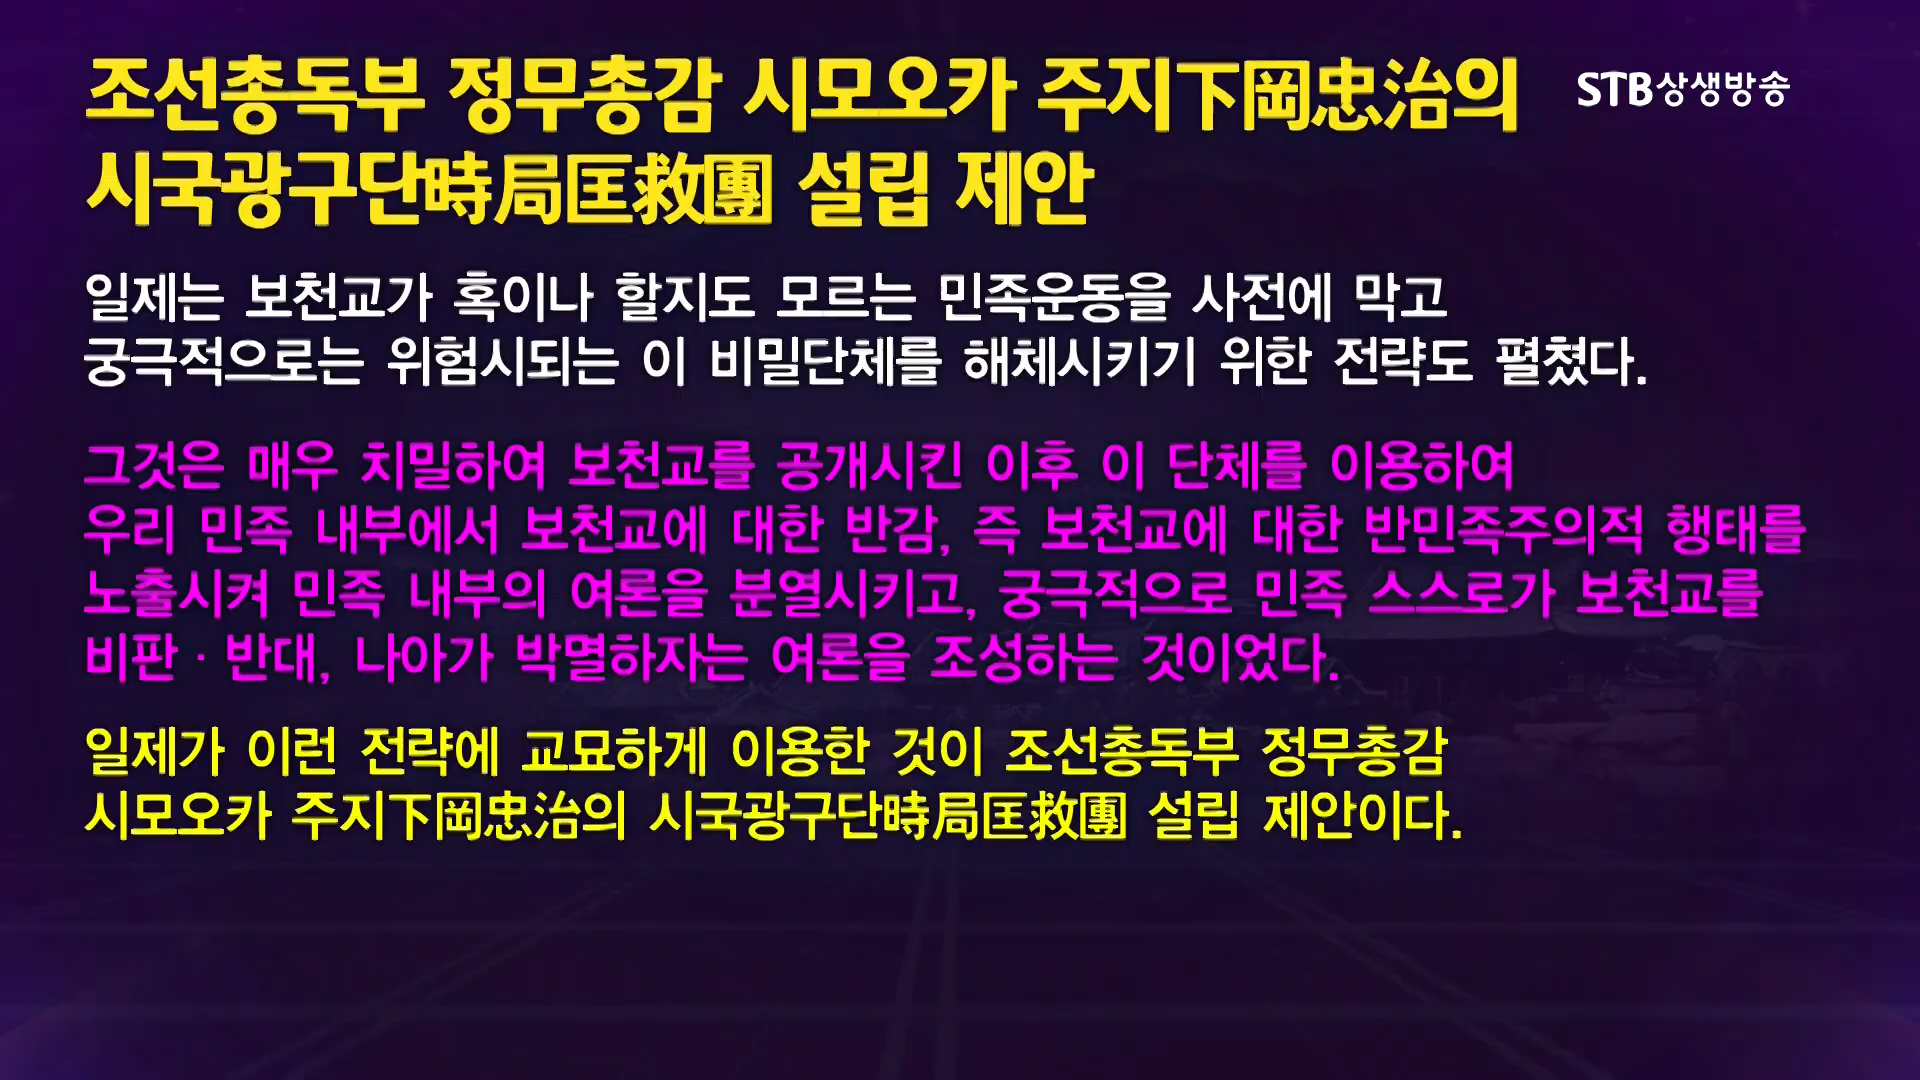 조선총독부 정무총감 시모오카 주지下岡忠治의
STB상생방송
시국광구단時局匡救團 설립 제안
일제는 보천교가 혹이나 할지도 모르는 민족운동을 사전에 막고
궁극적으로는 위험시되는 이 비밀단체를 해체시키기 위한 전략도 펼쳤다.
그것은 매우 치밀하여 보천교를 공개시킨 이후 이 단체를 이용하여
우리 민족 내부에서 보천교에 대한 반감, 즉 보천교에 대한 반민족주의적 행태를
노출시켜 민족 내부의 여론을 분열시키고, 궁극적으로 민족 스스로가 보천교를
비판·반대, 나아가 박멸하자는 여론을 조성하는 것이었다.
일제가 이런 전략에 교묘하게 이용한 것이 조선총독부 정무총감
시모오카 주지下岡忠治의 시국광구단時局匡救團 설립 제안이다.